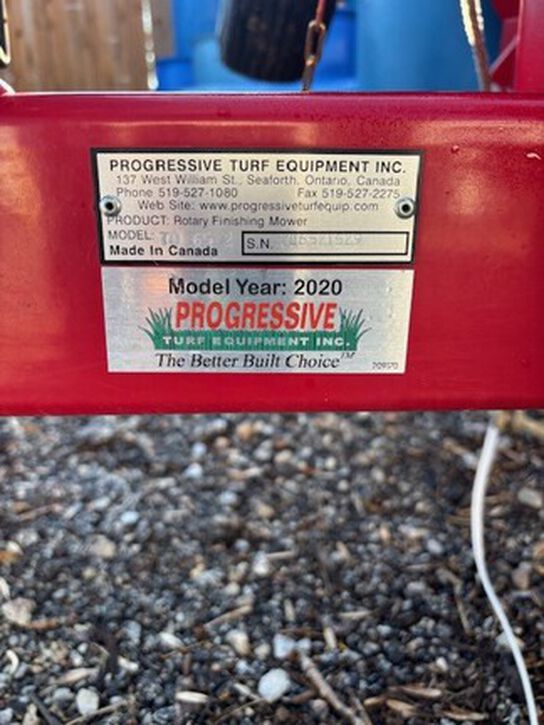 PROGRESSIVE TURF EQUIPMENT INC.
137 West William St., Seaforth, Ontario, Canada
Phone 519-527-1080 Fax 519-527-2275
Web Site: www.progressiveturfequip.com
PRODUCT: Rotary Finishing Mower
MODEL:
S.N.
Made In Canada
Model Year: 2020
PROGRESSIVE
TURF EQUIPMENT INC.
The Better Built Choice™